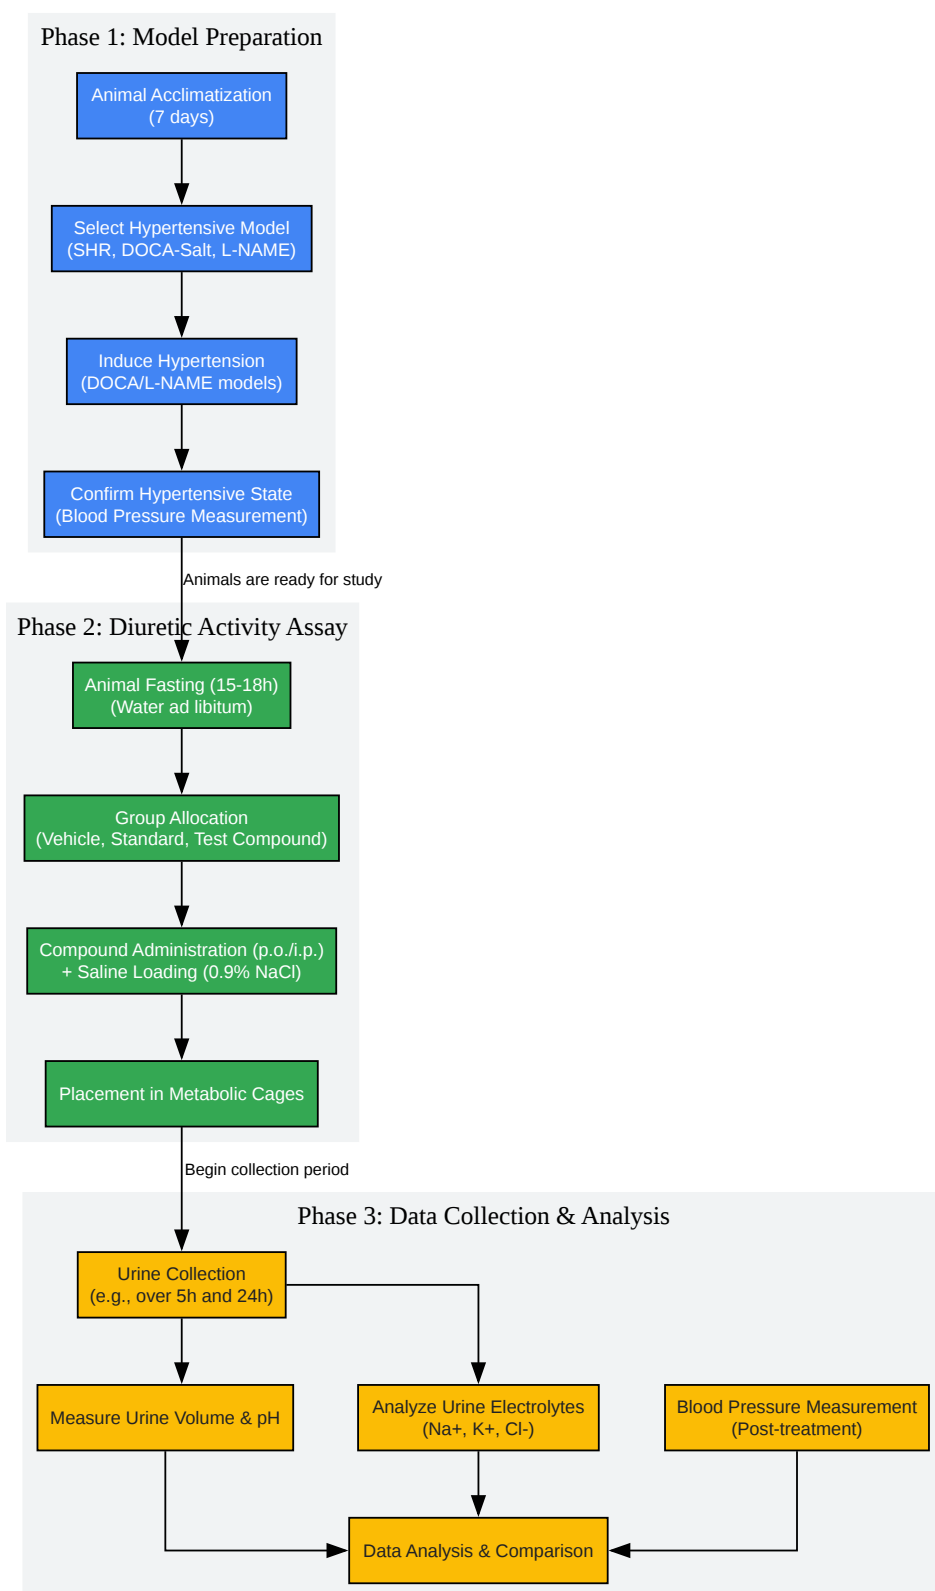 Phase 1: Model Preparation
Animal Acclimatization
(7 days)
Select Hypertensive Model
(SHR, DOCA-Salt, L-NAME)
Induce Hypertension
(DOCA/L-NAME models)
Confirm Hypertensive State
(Blood Pressure Measurement)
Animals are ready for study
Phase 2: Diuretic Activity Assay
Animal Fasting (15-18h)
(Water ad libitum)
Group Allocation
(Vehicle, Standard, Test Compound)
Compound Administration (p.o./i.p.)
+ Saline Loading (0.9% NaCl)
Placement in Metabolic Cages
Begin collection period
Phase 3: Data Collection & Analysis
Urine Collection
(e.g., over 5h and 24h)
Measure Urine Volume & pH
Analyze Urine Electrolytes
(Na+, K+, Cl-)
Blood Pressure Measurement
(Post-treatment)
Data Analysis & Comparison